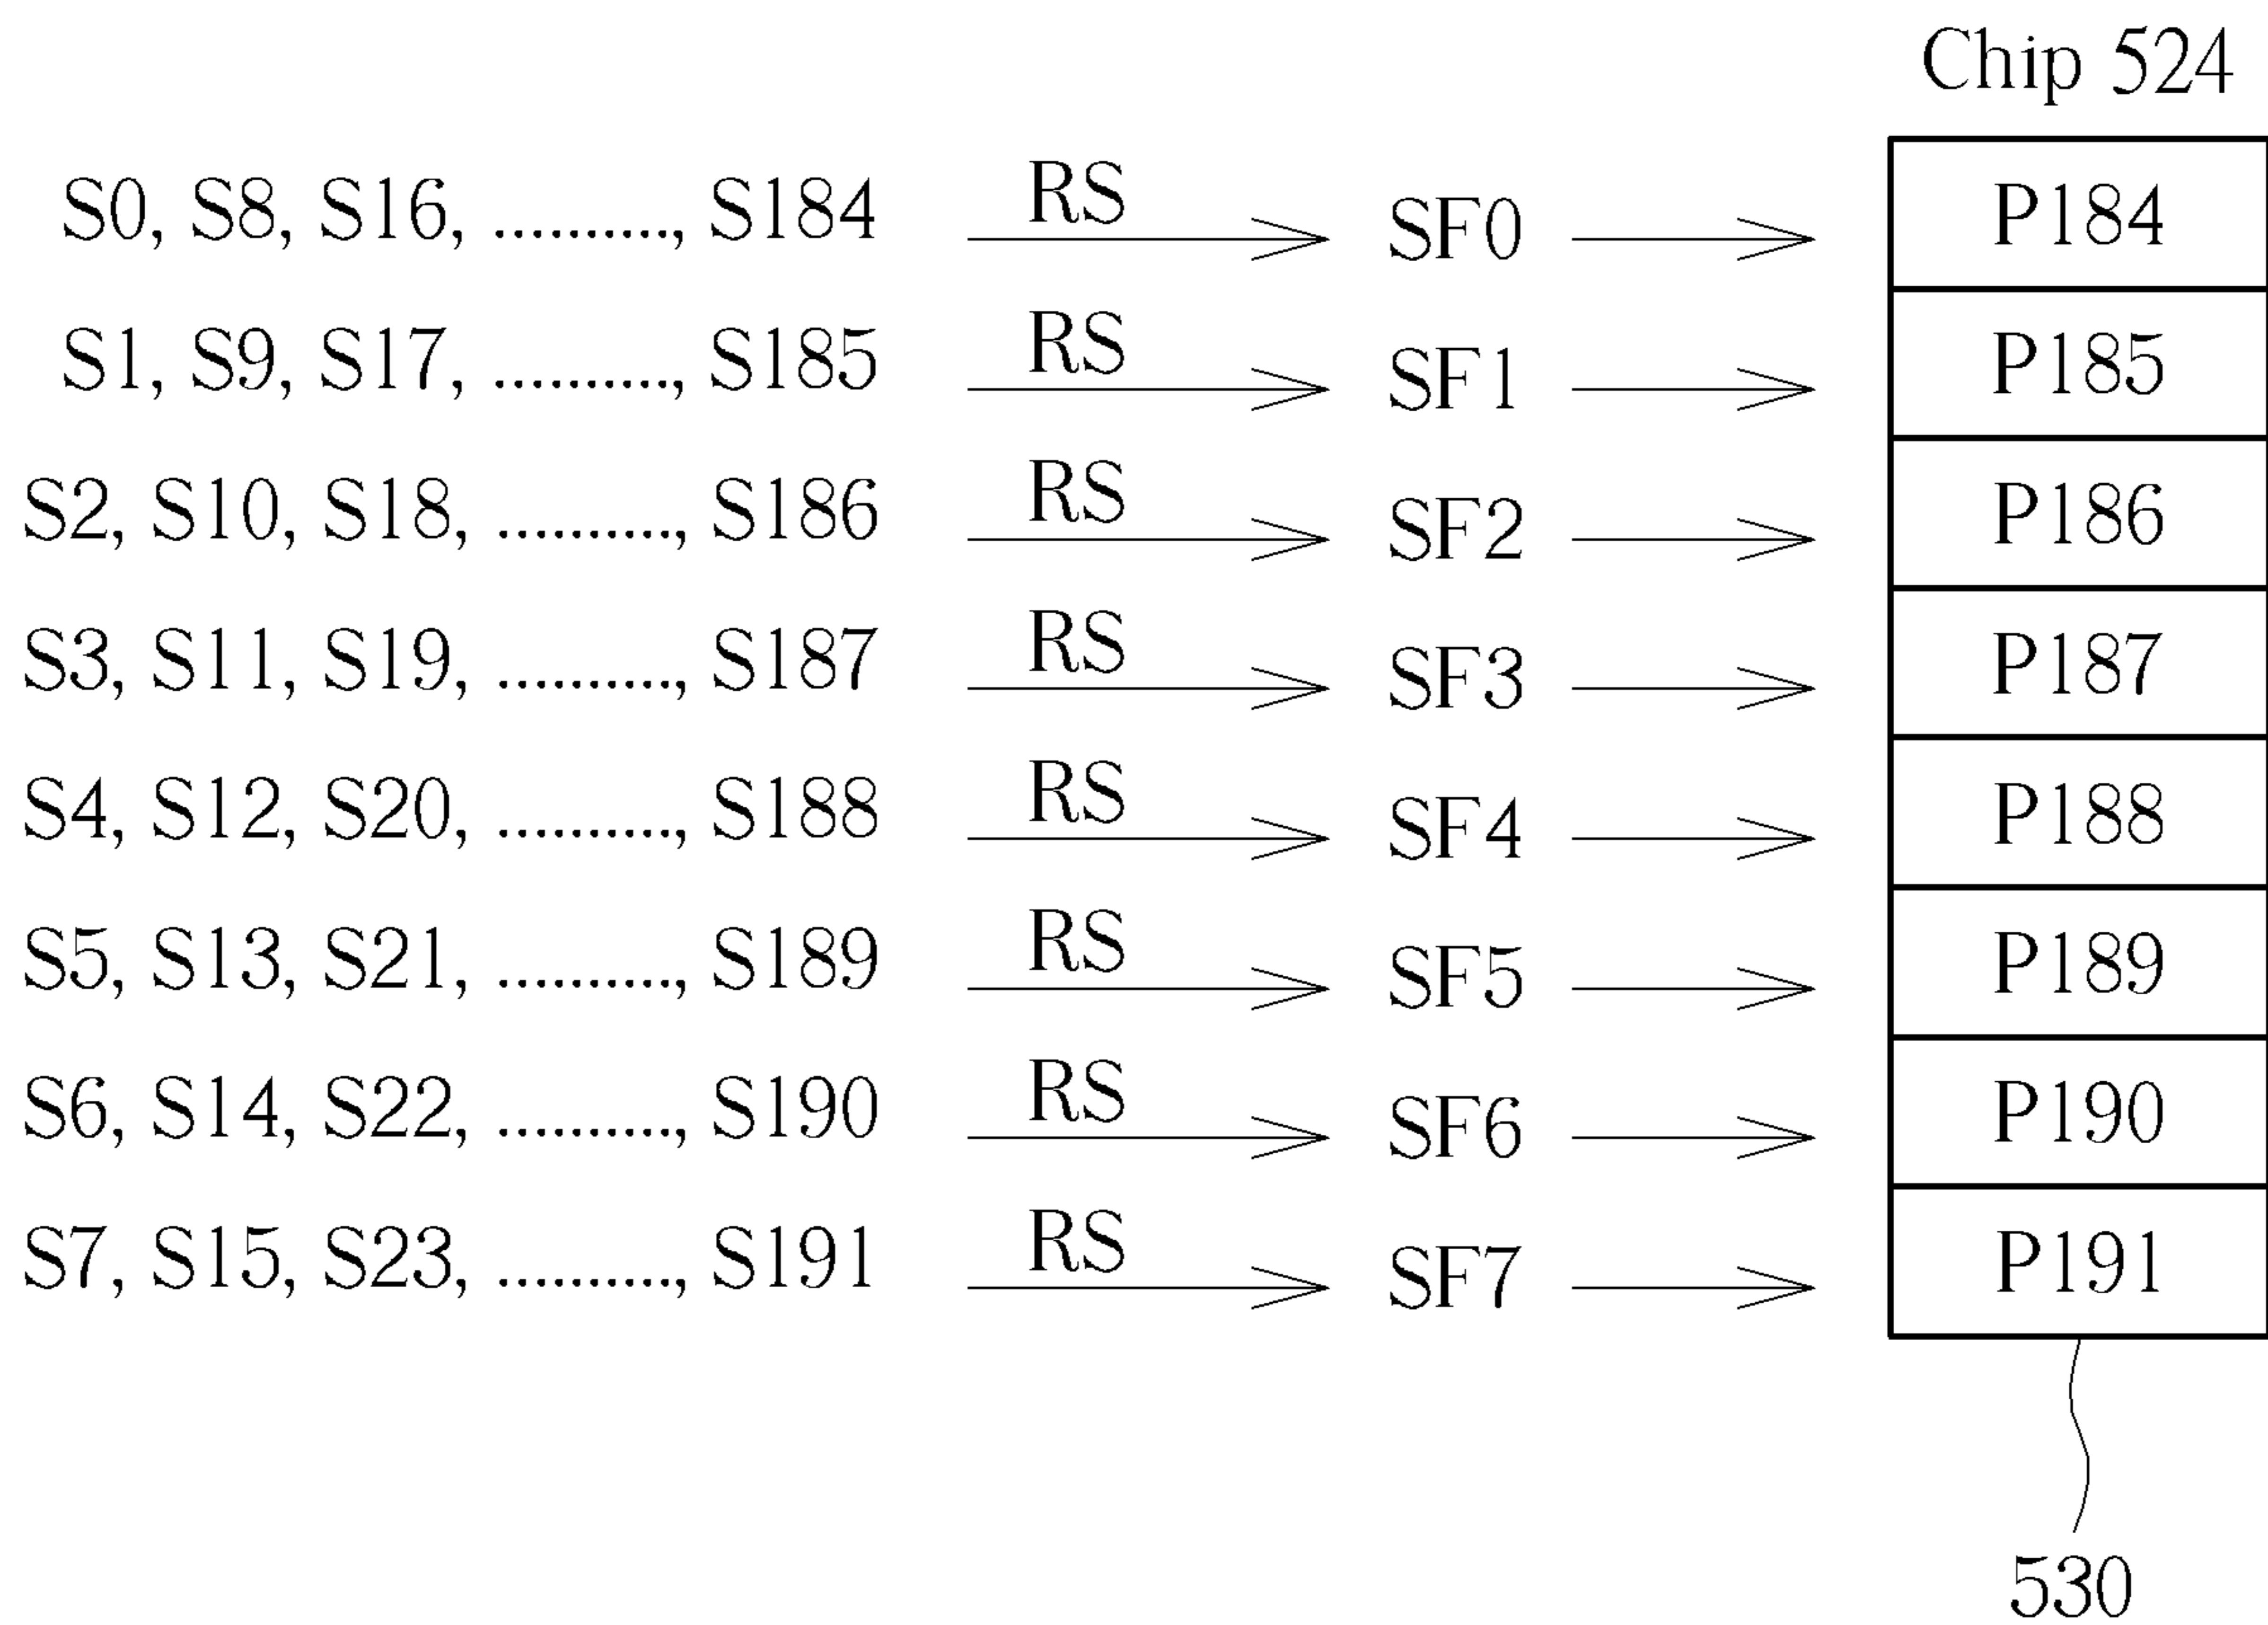 Chip 524
S0, S8, S16, .........., S184 RS SF0 P184
S1, S9, S17, .........., S185 RS SF1 P185
S2, S10, S18, .........., S186 RS SF2 P186
S3, S11, S19, .........., S187 RS SF3 P187
S4, S12, S20, .........., S188 RS SF4 P188
S5, S13, S21, .........., S189 RS SF5 P189
S6, S14, S22, .........., S190 RS SF6 P190
S7, S15, S23, .........., S191 RS SF7 P191
530